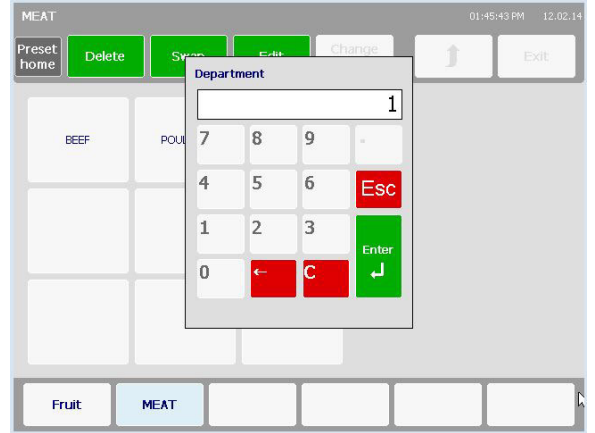 MEAT 01:45:43 PM 12.02.14
Preset home Delete Edit Change Exit
Department
1
BEEF
7 8 9 .
4 5 6 Esc
1 2 3 Enter
0 ← C
Fruit MEAT